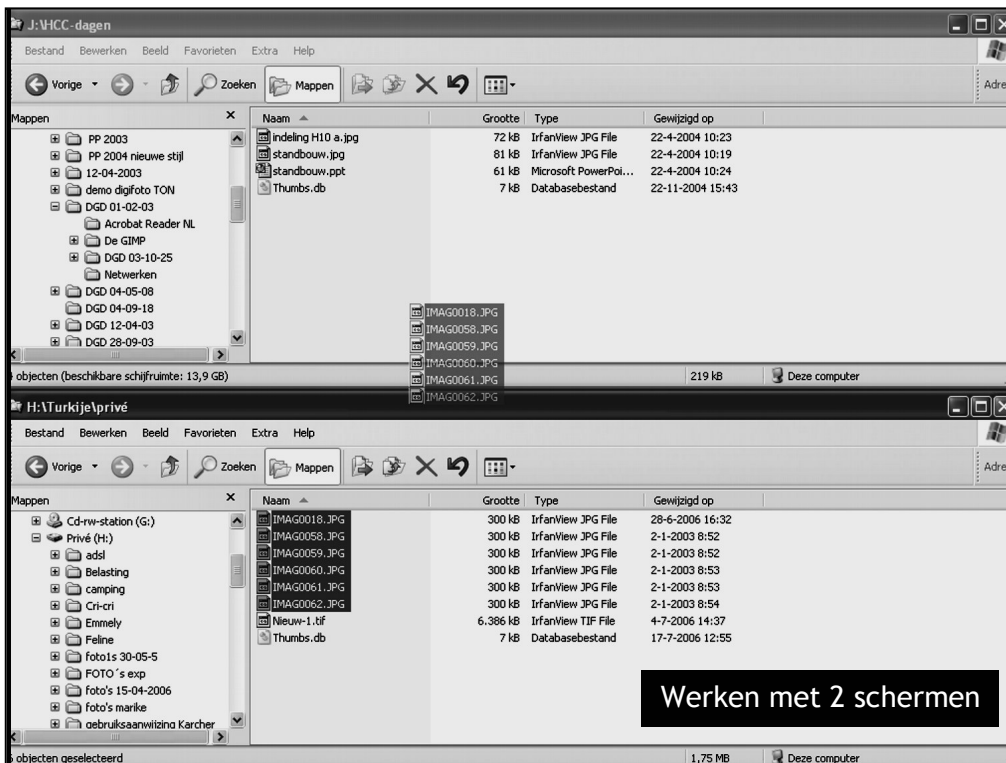 J:\HCC-dagen
Bestand Bewerken Beeld Favorieten Extra Help
Vorige Zoeken Mappen Adre
Mappen x Naam Grootte Type Gewijzigd op
PP 2003
PP 2004 nieuwe stijl
12-04-2003
demo digifoto TON
DGD 01-02-03
Acrobat Reader NL
De GIMP
DGD 03-10-25
Netwerken
DGD 04-05-08
DGD 04-09-18
DGD 12-04-03
DGD 28-09-03
indeling H10 a.jpg 72 kB IrfanView JPG File 22-4-2004 10:23
standbouw.jpg 81 kB IrfanView JPG File 22-4-2004 10:19
standbouw.ppt 61 kB Microsoft PowerPoi... 22-4-2004 10:24
Thumbs.db 7 kB Databasebestand 22-11-2004 15:43
IMAG0018.JPG
IMAG0058.JPG
IMAG0059.JPG
IMAG0060.JPG
IMAG0061.JPG
IMAG0062.JPG
objecten (beschikbare schijfruimte: 13,9 GB) 219 kB Deze computer
H:\Turkije\privé
Bestand Bewerken Beeld Favorieten Extra Help
Vorige Zoeken Mappen Adre
Mappen x Naam Grootte Type Gewijzigd op
Cd-rw-station (G:)
Privé (H:)
adsl
Belasting
camping
Cri-cri
Emmely
Feline
foto1s 30-05-5
FOTO´s exp
foto's 15-04-2006
foto's marike
gebruiksaanwijzing Karcher
IMAG0018.JPG 300 kB IrfanView JPG File 28-6-2006 16:32
IMAG0058.JPG 300 kB IrfanView JPG File 2-1-2003 8:52
IMAG0059.JPG 300 kB IrfanView JPG File 2-1-2003 8:52
IMAG0060.JPG 300 kB IrfanView JPG File 2-1-2003 8:53
IMAG0061.JPG 300 kB IrfanView JPG File 2-1-2003 8:53
IMAG0062.JPG 300 kB IrfanView JPG File 2-1-2003 8:54
Nieuw-1.tif 6.386 kB IrfanView TIF File 4-7-2006 14:37
Thumbs.db 7 kB Databasebestand 17-7-2006 12:55
Werken met 2 schermen
objecten geselecteerd 1,75 MB Deze computer